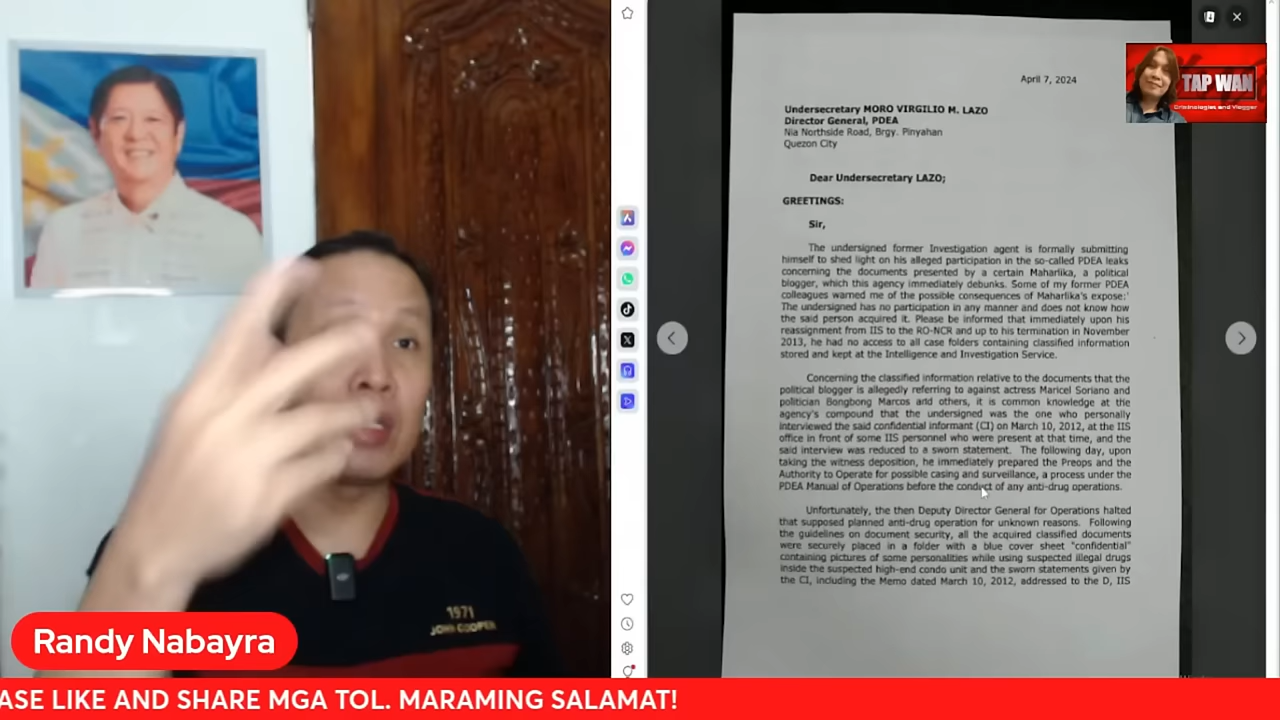 April 7, 2024
TAP WAN
Criminologist and Vlogger
Undersecretary MORO VIRGILIO M. LAZO
Director General, PDEA
Nia Northside Road, Brgy. Pinyahan
Quezon City
Dear Undersecretary LAZO;
GREETINGS:
Sir,
The undersigned former Investigation agent is formally submitting
himself to shed light on his alleged participation in the so-called PDEA leaks
concerning the documents presented by a certain Maharlika, a political
blogger, which this agency immediately debunks. Some of my former PDEA
colleagues warned me of the possible consequences of Maharlika's expose:'
The undersigned has no participation in any manner and does not know how
the said person acquired it. Please be informed that immediately upon his
reassignment from IIS to the RO-NCR and up to his termination in November
2013, he had no access to all case folders containing classified information
stored and kept at the Intelligence and Investigation Service.
Concerning the classified information relative to the documents that the
political blogger is allegedly referring to against actress Maricel Soriano and
politician Bongbong Marcos and others, it is common knowledge at the
agency's compound that the undersigned was the one who personally
interviewed the said confidential informant (CI) on March 10, 2012, at the IIS
office in front of some IIS personnel who were present at that time, and the
said interview was reduced to a sworn statement. The following day, upon
taking the witness deposition, he immediately prepared the Preops and the
Authority to Operate for possible casing and surveillance, a process under the
PDEA Manual of Operations before the conduct of any anti-drug operations.
Unfortunately, the then Deputy Director General for Operations halted
that supposed planned anti-drug operation for unknown reasons. Following
the guidelines on document security, all the acquired classified documents
were securely placed in a folder with a blue cover sheet "confidential"
containing pictures of some personalities while using suspected illegal drugs
inside the suspected high-end condo unit and the sworn statements given by
the CI, including the Memo dated March 10, 2012, addressed to the D, IIS
1971
JOHN COOPER
Randy Nabayra
ASE LIKE AND SHARE MGA TOL. MARAMING SALAMAT!